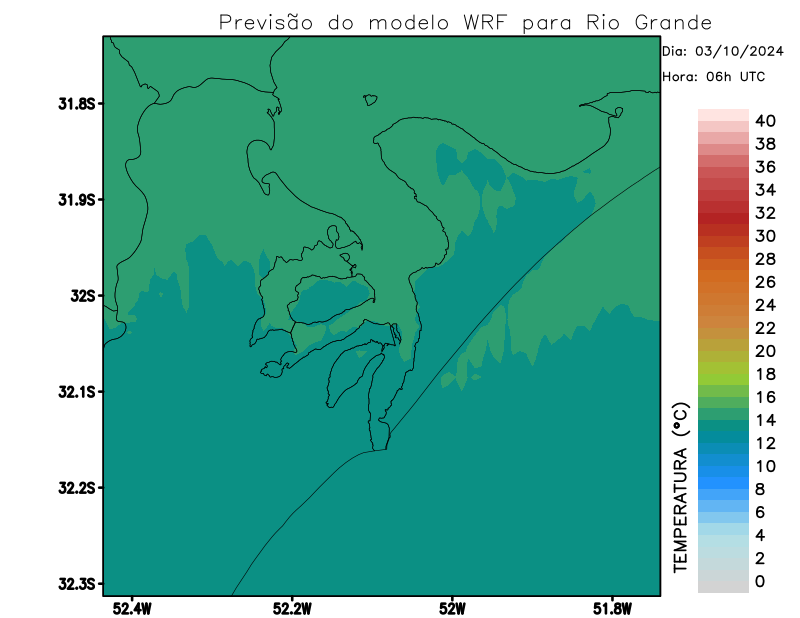 Previsão do modelo WRF para Rio Grande
Dia: 03/10/2024
Hora: 06h UTC
31.8S
31.9S
32S
32.1S
32.2S
32.3S
52.4W
52.2W
52W
51.8W
TEMPERATURA (°C)
40
38
36
34
32
30
28
26
24
22
20
18
16
14
12
10
8
6
4
2
0